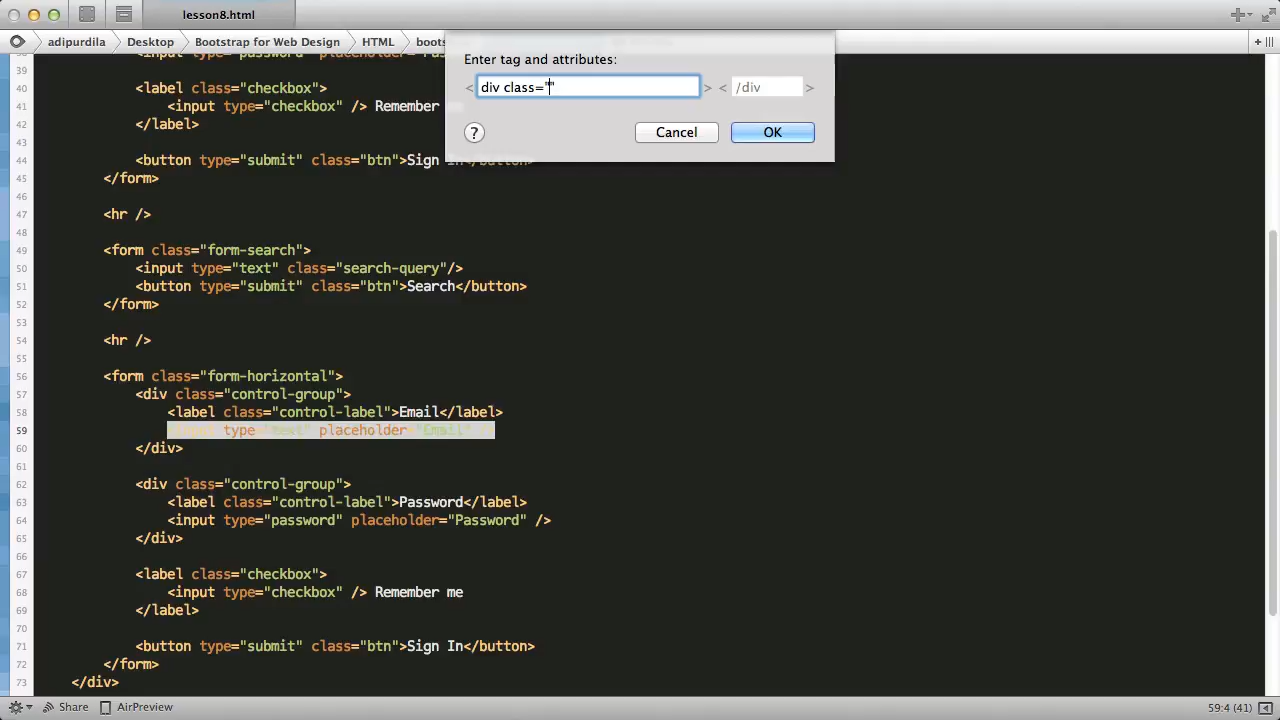 lesson8.html
adipurdila Desktop Bootstrap for Web Design HTML boots
Enter tag and attributes:
< div class="" > < /div >
? Cancel OK
39
40 <label class="checkbox">
41 <input type="checkbox" /> Remember
42 </label>
43
44 <button type="submit" class="btn">Sign In</button>
45 </form>
46
47 <hr />
48
49 <form class="form-search">
50 <input type="text" class="search-query"/>
51 <button type="submit" class="btn">Search</button>
52 </form>
53
54 <hr />
55
56 <form class="form-horizontal">
57 <div class="control-group">
58 <label class="control-label">Email</label>
59 <input type="text" placeholder="Email" />
60 </div>
61
62 <div class="control-group">
63 <label class="control-label">Password</label>
64 <input type="password" placeholder="Password" />
65 </div>
66
67 <label class="checkbox">
68 <input type="checkbox" /> Remember me
69 </label>
70
71 <button type="submit" class="btn">Sign In</button>
72 </form>
73 </div>
Share AirPreview 59:4 (41)